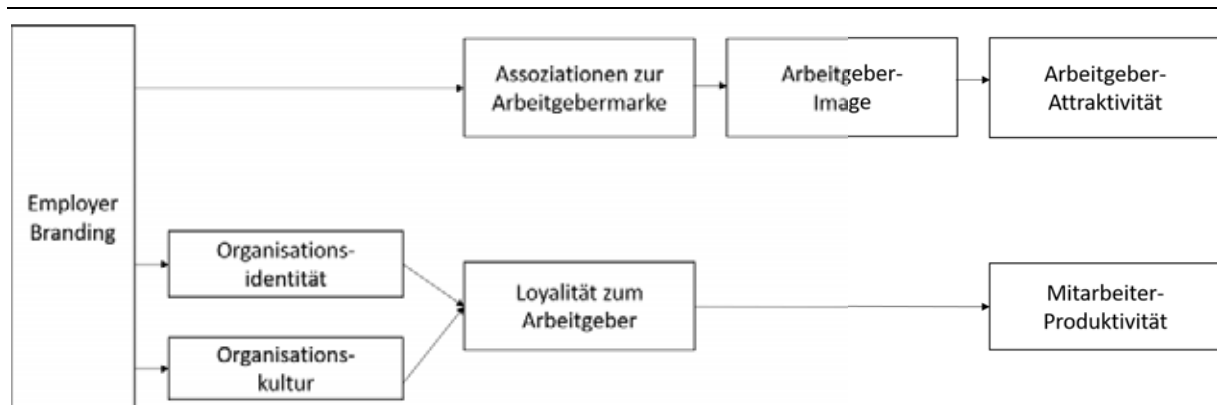 Assoziationen zur
Arbeitgebermarke
Arbeitgeber-
Image
Arbeitgeber-
Attraktivität
Employer
Branding
Organisations-
identität
Organisations-
kultur
Loyalität zum
Arbeitgeber
Mitarbeiter-
Produktivität